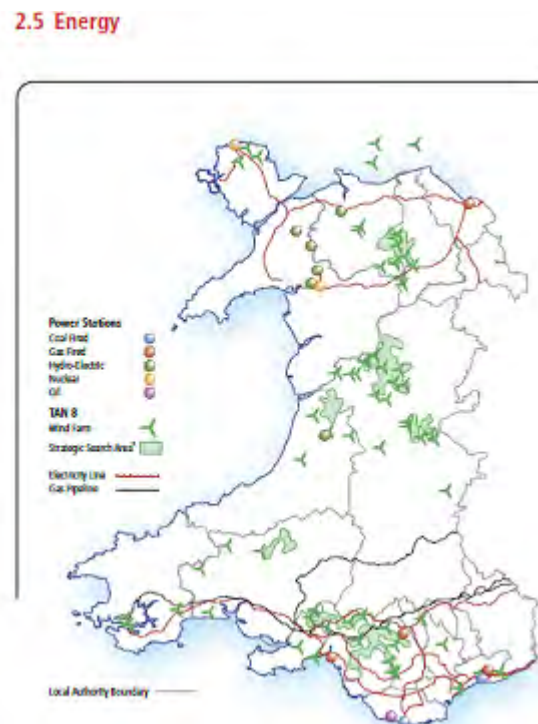 2.5 Energy
Power Stations
Coal Fired
Gas Fired
Hydro-Electric
Nuclear
Oil
TAN 8
Wind Farm
Strategic Search Area
Electricity Line
Gas Pipeline
Local Authority Boundary